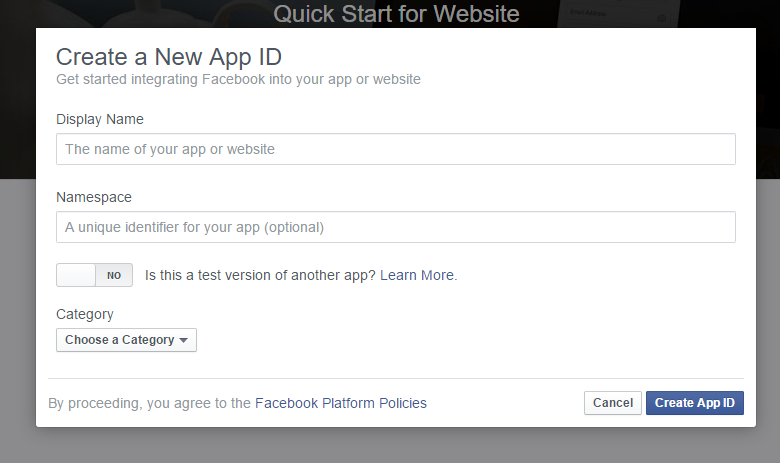 Quick Start for Website
Email Address
Create a New App ID
Get started integrating Facebook into your app or website
Display Name
The name of your app or website
Namespace
A unique identifier for your app (optional)
NO Is this a test version of another app? Learn More.
Category
Choose a Category
By proceeding, you agree to the Facebook Platform Policies Cancel Create App ID